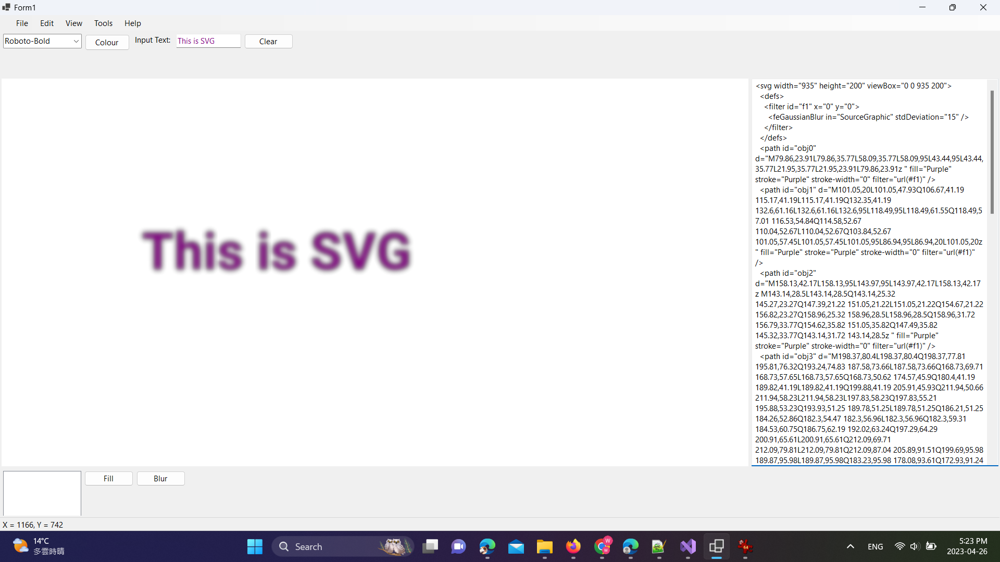 Form1
File Edit View Tools Help
Roboto-Bold Colour Input Text: This is SVG Clear
This is SVG
<svg width="935" height="200" viewBox="0 0 935 200">
<defs>
<filter id="f1" x="0" y="0">
<feGaussianBlur in="SourceGraphic" stdDeviation="15" />
</filter>
</defs>
<path id="obj0"
d="M79.86,23.91L79.86,35.77L58.09,35.77L58.09,95L43.44,95L43.44,
35.77L21.95,35.77L21.95,23.91L79.86,23.91z " fill="Purple"
stroke="Purple" stroke-width="0" filter="url(#f1)" />
<path id="obj1" d="M101.05,20L101.05,47.93Q106.67,41.19
115.17,41.19L115.17,41.19Q132.35,41.19
132.6,61.16L132.6,61.16L132.6,95L118.49,95L118.49,61.55Q118.49,5
7.01 116.53,54.84Q114.58,52.67
110.04,52.67L110.04,52.67Q103.84,52.67
101.05,57.45L101.05,57.45L101.05,95L86.94,95L86.94,20L101.05,20z
" fill="Purple" stroke="Purple" stroke-width="0" filter="url(#f1)"
/>
<path id="obj2"
d="M158.13,42.17L158.13,95L143.97,95L143.97,42.17L158.13,42.17
z M143.14,28.5L143.14,28.5Q143.14,25.32
145.27,23.27Q147.39,21.22 151.05,21.22L151.05,21.22Q154.67,21.22
156.82,23.27Q158.96,25.32 158.96,28.5L158.96,28.5Q158.96,31.72
156.79,33.77Q154.62,35.82 151.05,35.82Q147.49,35.82
145.32,33.77Q143.14,31.72 143.14,28.5z " fill="Purple"
stroke="Purple" stroke-width="0" filter="url(#f1)" />
<path id="obj3" d="M198.37,80.4L198.37,80.4Q198.37,77.81
195.81,76.32Q193.24,74.83 187.58,73.66L187.58,73.66Q168.73,69.71
168.73,57.65L168.73,57.65Q168.73,50.62 174.57,45.9Q180.4,41.19
189.82,41.19L189.82,41.19Q199.88,41.19 205.91,45.93Q211.94,50.66
211.94,58.23L211.94,58.23L197.83,58.23Q197.83,55.21
195.88,53.23Q193.93,51.25 189.78,51.25L189.78,51.25Q186.21,51.25
184.26,52.86Q182.3,54.47 182.3,56.96L182.3,56.96Q182.3,59.31
184.53,60.75Q186.75,62.19 192.02,63.24Q197.29,64.29
200.91,65.61L200.91,65.61Q212.09,69.71
212.09,79.81L212.09,79.81Q212.09,87.04 205.89,91.51Q199.69,95.98
189.87,95.98L189.87,95.98Q183.23,95.98 178.08,93.61Q172.93,91.24
Fill Blur
X = 1166, Y = 742
14°C
多雲時晴
Search
W
W
64
ENG
5:23 PM
2023-04-26